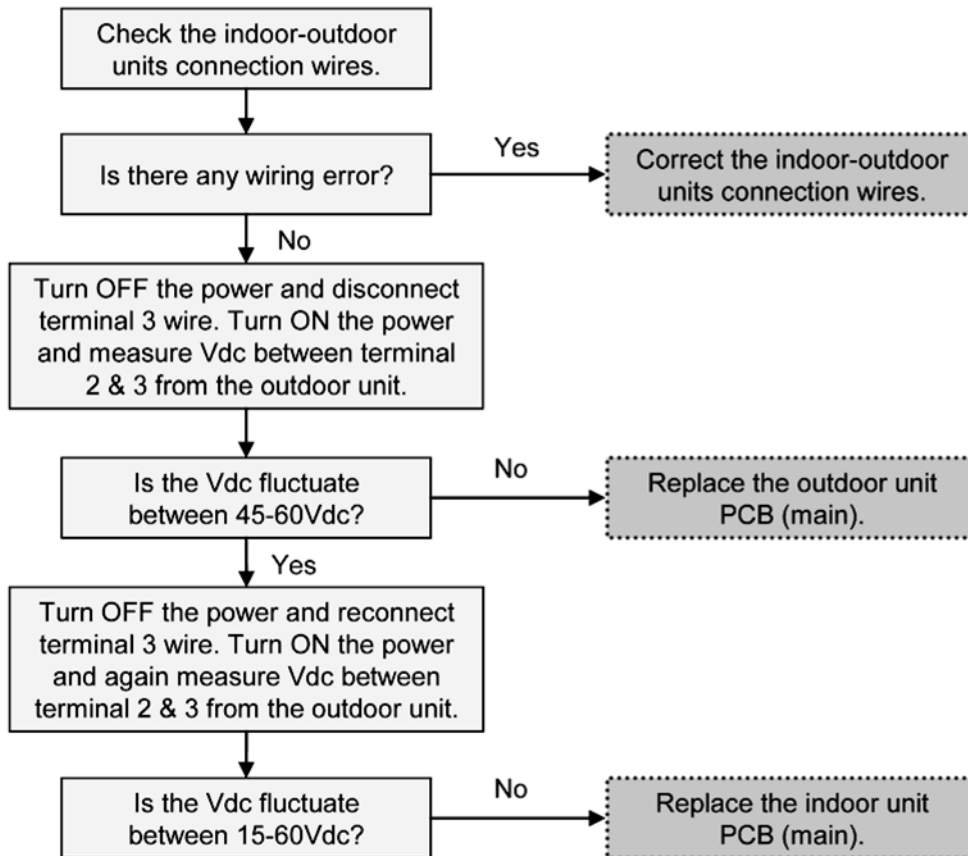 Check the indoor-outdoor
units connection wires.
Is there any wiring error?
Yes
Correct the indoor-outdoor
units connection wires.
No
Turn OFF the power and disconnect
terminal 3 wire. Turn ON the power
and measure Vdc between terminal
2 & 3 from the outdoor unit.
Is the Vdc fluctuate
between 45-60Vdc?
No
Replace the outdoor unit
PCB (main).
Yes
Turn OFF the power and reconnect
terminal 3 wire. Turn ON the power
and again measure Vdc between
terminal 2 & 3 from the outdoor unit.
Is the Vdc fluctuate
between 15-60Vdc?
No
Replace the indoor unit
PCB (main).